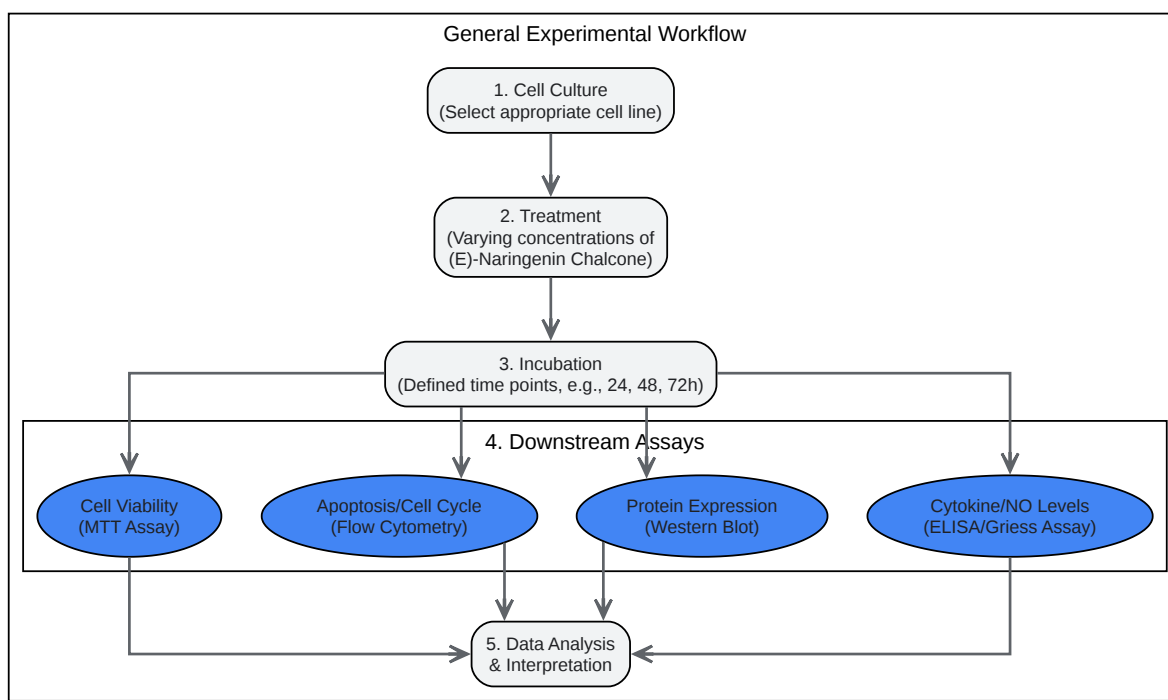 General Experimental Workflow
1. Cell Culture
(Select appropriate cell line)
2. Treatment
(Varying concentrations of
(E)-Naringenin Chalcone)
3. Incubation
(Defined time points, e.g., 24, 48, 72h)
4. Downstream Assays
Cell Viability
(MTT Assay)
Apoptosis/Cell Cycle
(Flow Cytometry)
Protein Expression
(Western Blot)
Cytokine/NO Levels
(ELISA/Griess Assay)
5. Data Analysis
& Interpretation